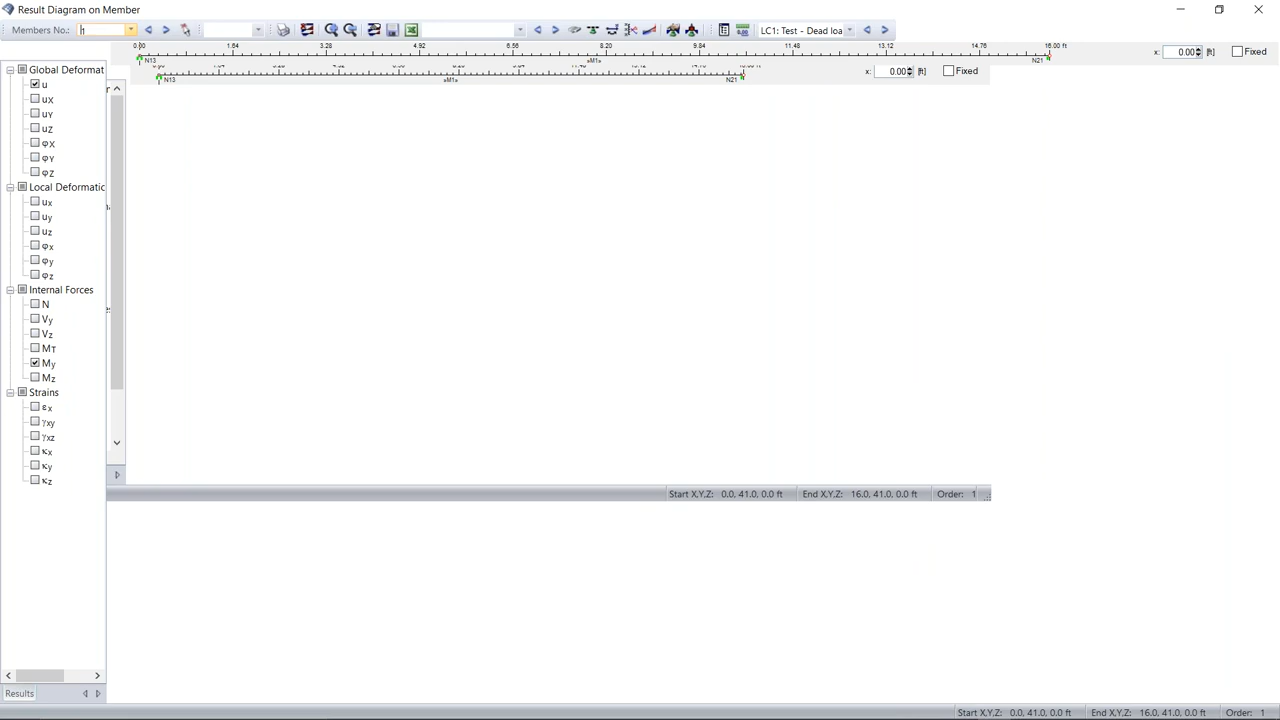 Result Diagram on Member
Members No.: 1
LC1: Test - Dead loa
0.00 1.64 3.28 4.92 6.56 8.20 9.84 11.48 13.12 14.76 16.00 ft
x: 0.00 [ft] Fixed
N13 M1 N21
x: 0.00 [ft] Fixed
N13 M1 N21
Global Deformat
u
uX
uY
uZ
φX
φY
φZ
Local Deformatic
ux
uy
uz
φx
φy
φz
Internal Forces
N
Vy
Vz
MT
My
Mz
Strains
εx
γxy
γxz
κx
κy
κz
Start X,Y,Z: 0.0, 41.0, 0.0 ft End X,Y,Z: 16.0, 41.0, 0.0 ft Order: 1
Results
Start X,Y,Z: 0.0, 41.0, 0.0 ft End X,Y,Z: 16.0, 41.0, 0.0 ft Order: 1